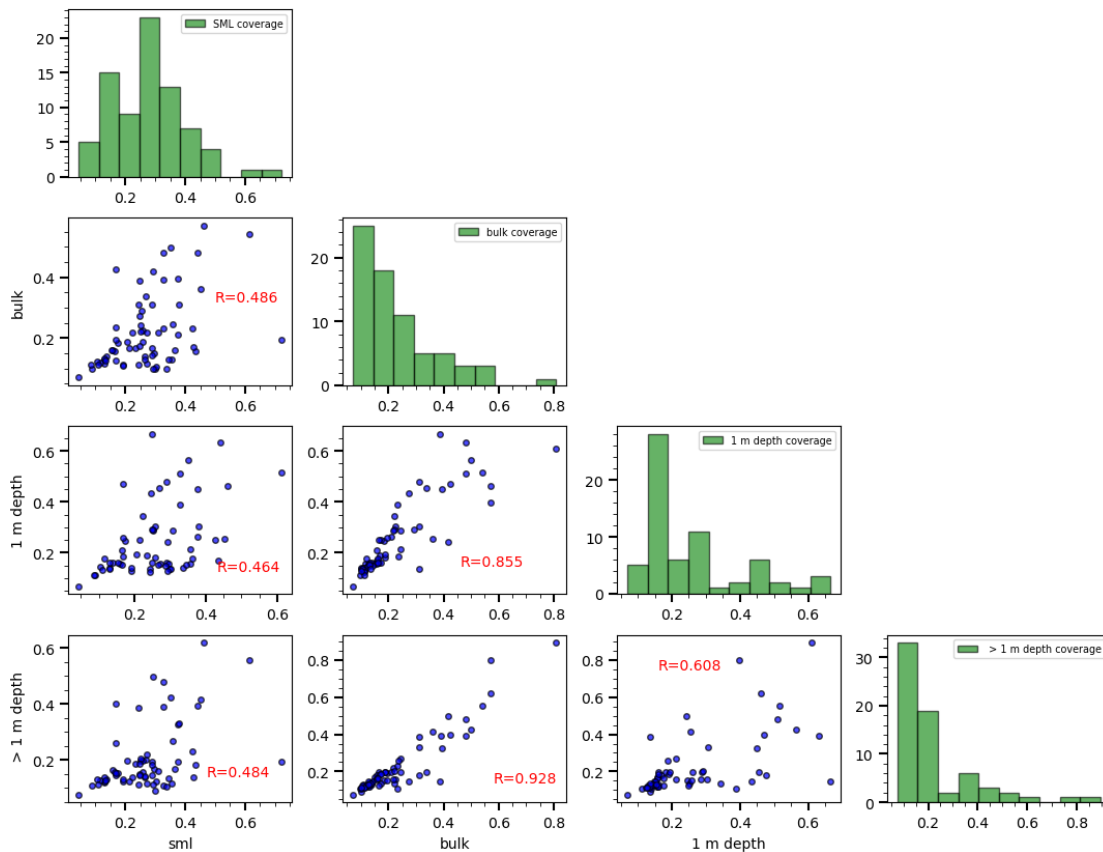 20
15
10
5
0
SML coverage
0.2 0.4 0.6
bulk
0.4
0.2
R=0.486
0.2 0.4 0.6
20
10
0
bulk coverage
0.2 0.4 0.6 0.8
1 m depth
0.6
0.4
0.2
R=0.464
0.2 0.4 0.6
0.6
0.4
0.2
R=0.855
0.2 0.4 0.6 0.8
20
10
0
1 m depth coverage
0.2 0.4 0.6
> 1 m depth
0.6
0.4
0.2
R=0.484
0.2 0.4 0.6
sml
0.8
0.6
0.4
0.2
R=0.928
0.2 0.4 0.6 0.8
bulk
0.8
0.6
0.4
0.2
R=0.608
0.2 0.4 0.6
1 m depth
30
20
10
0
> 1 m depth coverage
0.2 0.4 0.6 0.8